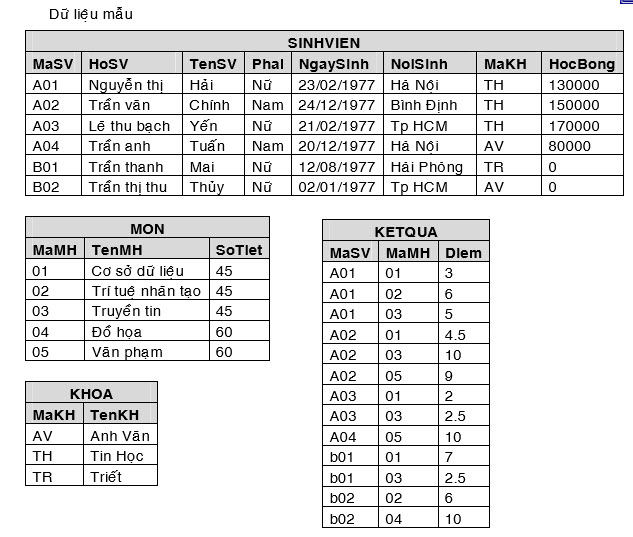 Dữ liệu mẫu
SINHVIEN
MaSV HoSV TenSV Phai NgaySinh NoiSinh MaKH HocBong
A01 Nguyễn thị Hải Nữ 23/02/1977 Hà Nội TH 130000
A02 Trần văn Chính Nam 24/12/1977 Bình Định TH 150000
A03 Lê thu bạch Yến Nữ 21/02/1977 Tp HCM TH 170000
A04 Trần anh Tuấn Nam 20/12/1977 Hà Nội AV 80000
B01 Trần thanh Mai Nữ 12/08/1977 Hải Phòng TR 0
B02 Trần thị thu Thủy Nữ 02/01/1977 Tp HCM AV 0
MON
MaMH TenMH SoTiet
01 Cơ sở dữ liệu 45
02 Trí tuệ nhân tạo 45
03 Truyền tin 45
04 Đồ họa 60
05 Văn phạm 60
KHOA
MaKH TenKH
AV Anh Văn
TH Tin Học
TR Triết
KETQUA
MaSV MaMH Diem
A01 01 3
A01 02 6
A01 03 5
A02 01 4.5
A02 03 10
A02 05 9
A03 01 2
A03 03 2.5
A04 05 10
b01 01 7
b01 03 2.5
b02 02 6
b02 04 10